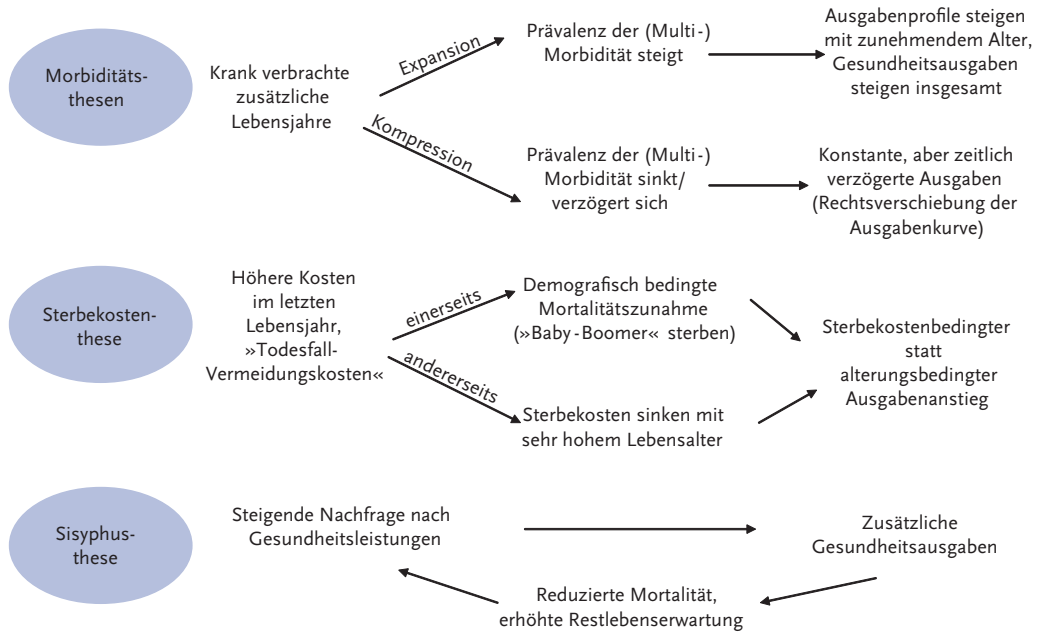 Morbiditäts-
thesen
Krank verbrachte
zusätzliche
Lebensjahre
Expansion
Prävalenz der (Multi-)
Morbidität steigt
Ausgabenprofile steigen
mit zunehmendem Alter,
Gesundheitsausgaben
steigen insgesamt
Kompression
Prävalenz der (Multi-)
Morbidität sinkt/
verzögert sich
Konstante, aber zeitlich
verzögerte Ausgaben
(Rechtsverschiebung der
Ausgabenkurve)
Sterbekosten-
these
Höhere Kosten
im letzten
Lebensjahr,
»Todesfall-
Vermeidungskosten«
einerseits
Demografisch bedingte
Mortalitätszunahme
(»Baby-Boomer« sterben)
andererseits
Sterbekosten sinken mit
sehr hohem Lebensalter
Sterbekostenbedingter
statt
alterungsbedingter
Ausgabenanstieg
Sisyphus-
these
Steigende Nachfrage nach
Gesundheitsleistungen
Zusätzliche
Gesundheitsausgaben
Reduzierte Mortalität,
erhöhte Restlebenserwartung